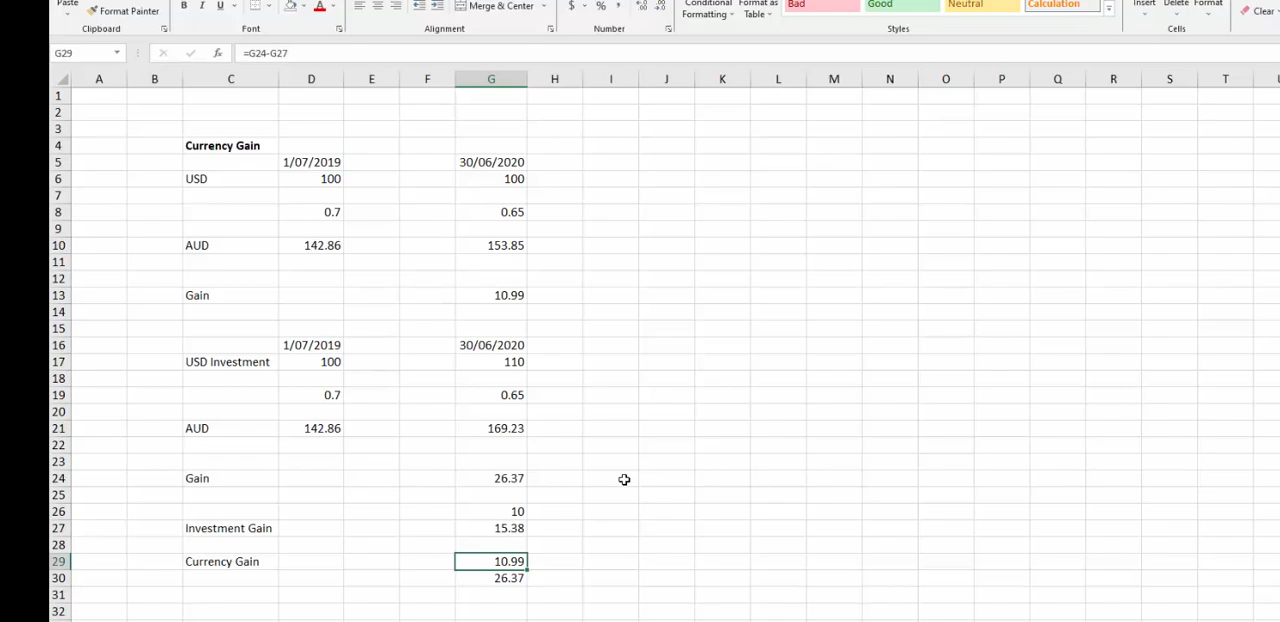 Paste Format Painter B I U A Merge & Center $ % , Conditional Formatting Format as Table Bad Good Neutral Calculation Insert Delete Format Clear
Clipboard Font Alignment Number Styles Cells
G29 fx =G24-G27
A B C D E F G H I J K L M N O P Q R S T
1
2
3
4 Currency Gain
5 1/07/2019 30/06/2020
6 USD 100 100
7
8 0.7 0.65
9
10 AUD 142.86 153.85
11
12
13 Gain 10.99
14
15
16 1/07/2019 30/06/2020
17 USD Investment 100 110
18
19 0.7 0.65
20
21 AUD 142.86 169.23
22
23
24 Gain 26.37
25
26 10
27 Investment Gain 15.38
28
29 Currency Gain 10.99
30 26.37
31
32